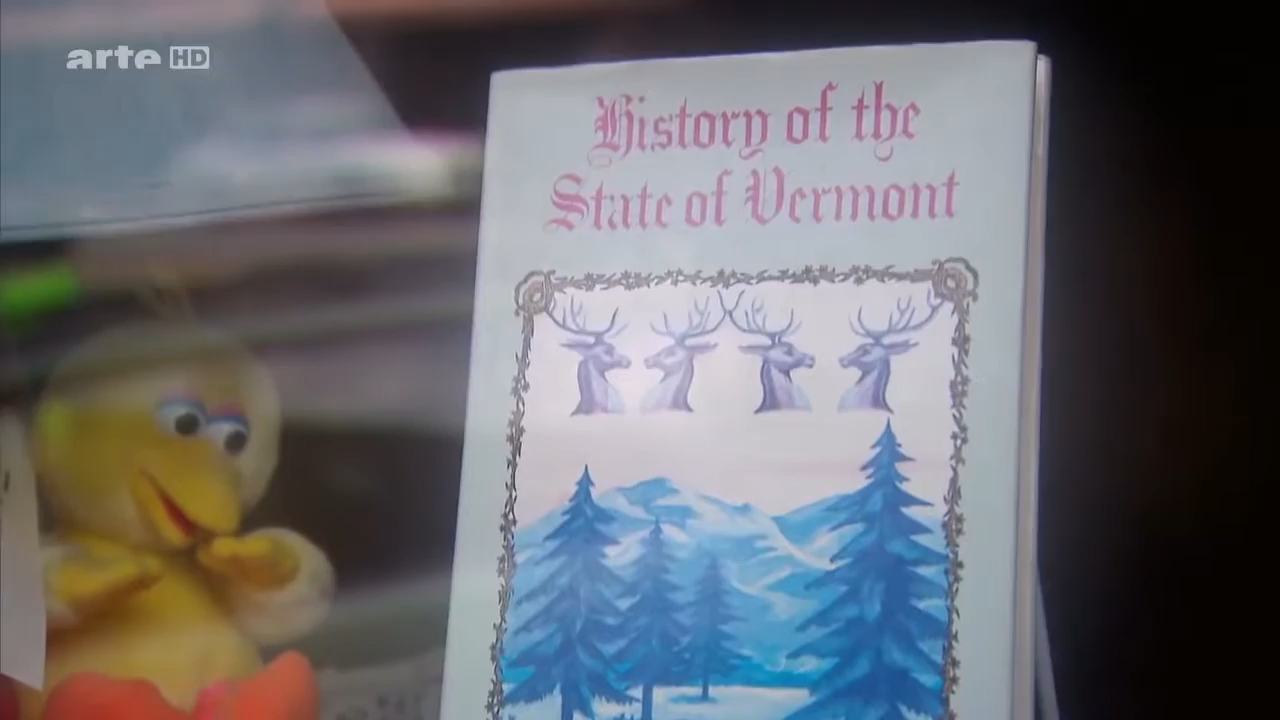 arte HD
History of the
State of Vermont